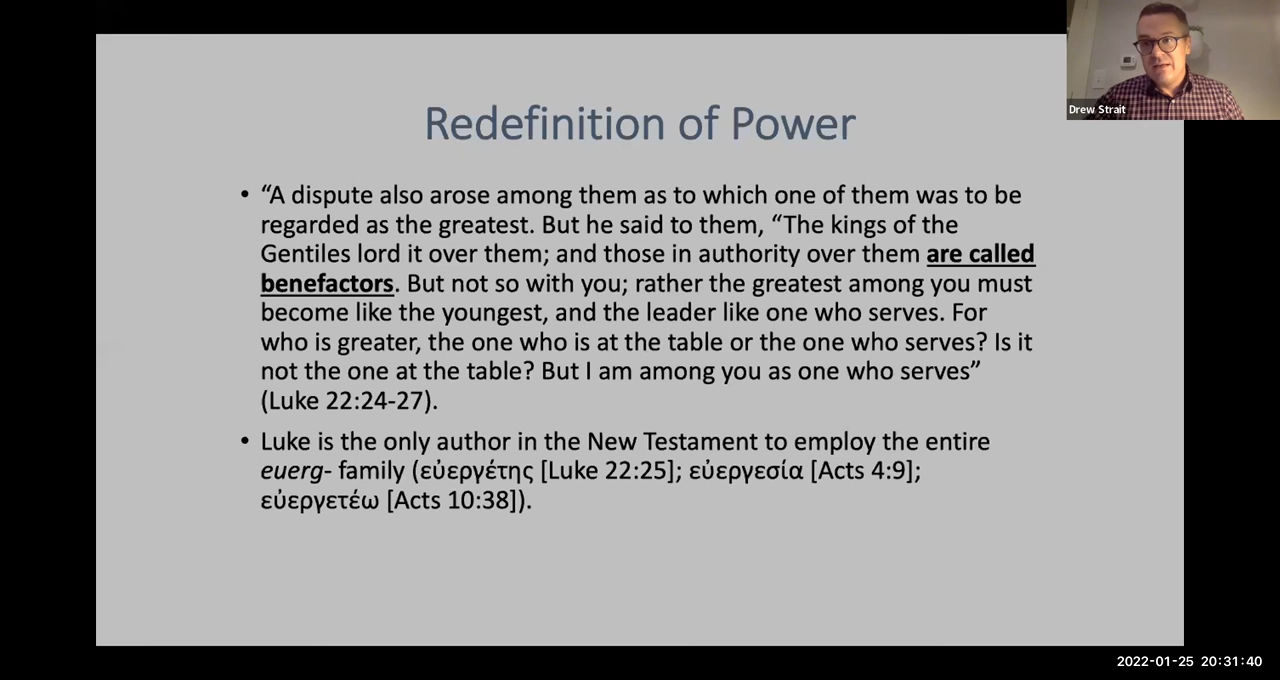 Drew Strait
Redefinition of Power
• “A dispute also arose among them as to which one of them was to be
regarded as the greatest. But he said to them, “The kings of the
Gentiles lord it over them; and those in authority over them are called
benefactors. But not so with you; rather the greatest among you must
become like the youngest, and the leader like one who serves. For
who is greater, the one who is at the table or the one who serves? Is it
not the one at the table? But I am among you as one who serves”
(Luke 22:24-27).
• Luke is the only author in the New Testament to employ the entire
euerg- family (εὐεργέτης [Luke 22:25]; εὐεργεσία [Acts 4:9];
εὐεργετέω [Acts 10:38]).
2022-01-25 20:31:40